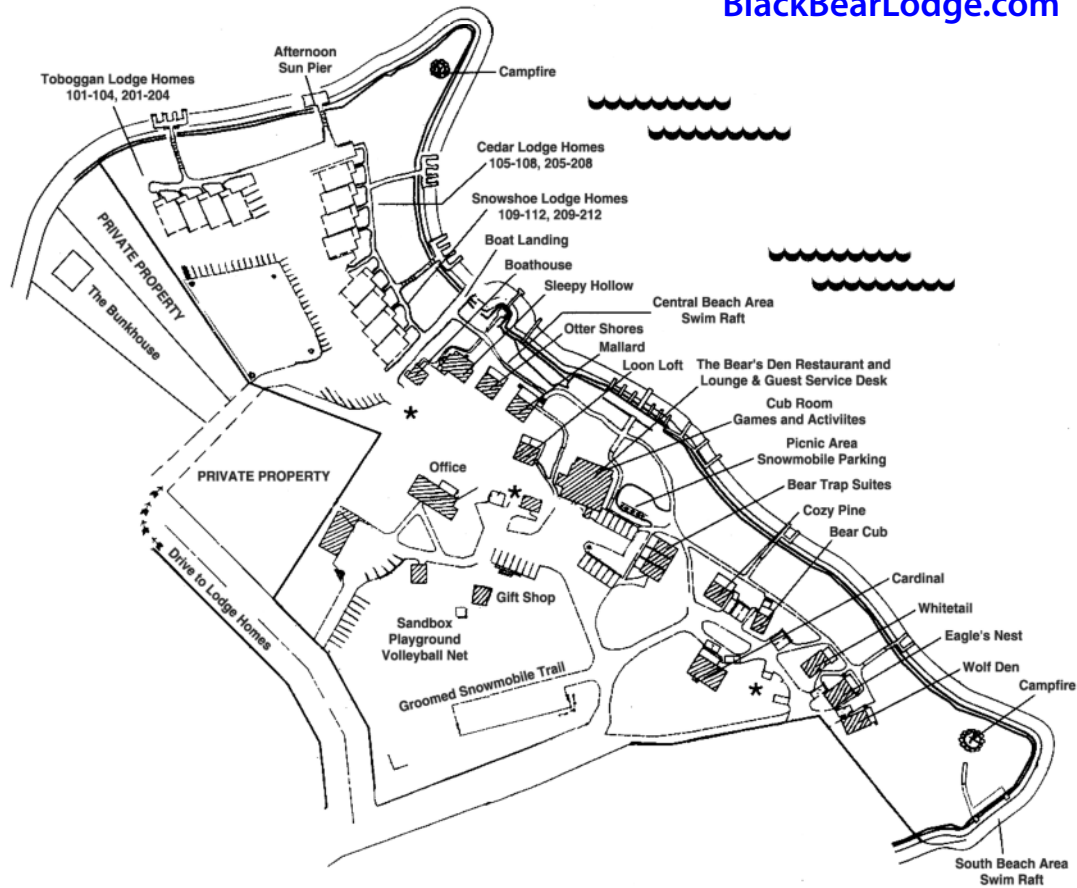 BlackBearLodge.com
Afternoon
Sun Pier
Campfire
Toboggan Lodge Homes
101-104, 201-204
Cedar Lodge Homes
105-108, 205-208
Snowshoe Lodge Homes
109-112, 209-212
Boat Landing
Boathouse
Sleepy Hollow
Central Beach Area
Swim Raft
Otter Shores
Mallard
Loon Loft
The Bear's Den Restaurant and
Lounge & Guest Service Desk
Cub Room
Games and Activiites
Picnic Area
Snowmobile Parking
Bear Trap Suites
Cozy Pine
Bear Cub
Cardinal
Whitetail
Eagle's Nest
Wolf Den
Campfire
South Beach Area
Swim Raft
PRIVATE PROPERTY
The Bunkhouse
PRIVATE PROPERTY
Office
Drive to Lodge Homes
Gift Shop
Sandbox
Playground
Volleyball Net
Groomed Snowmobile Trail